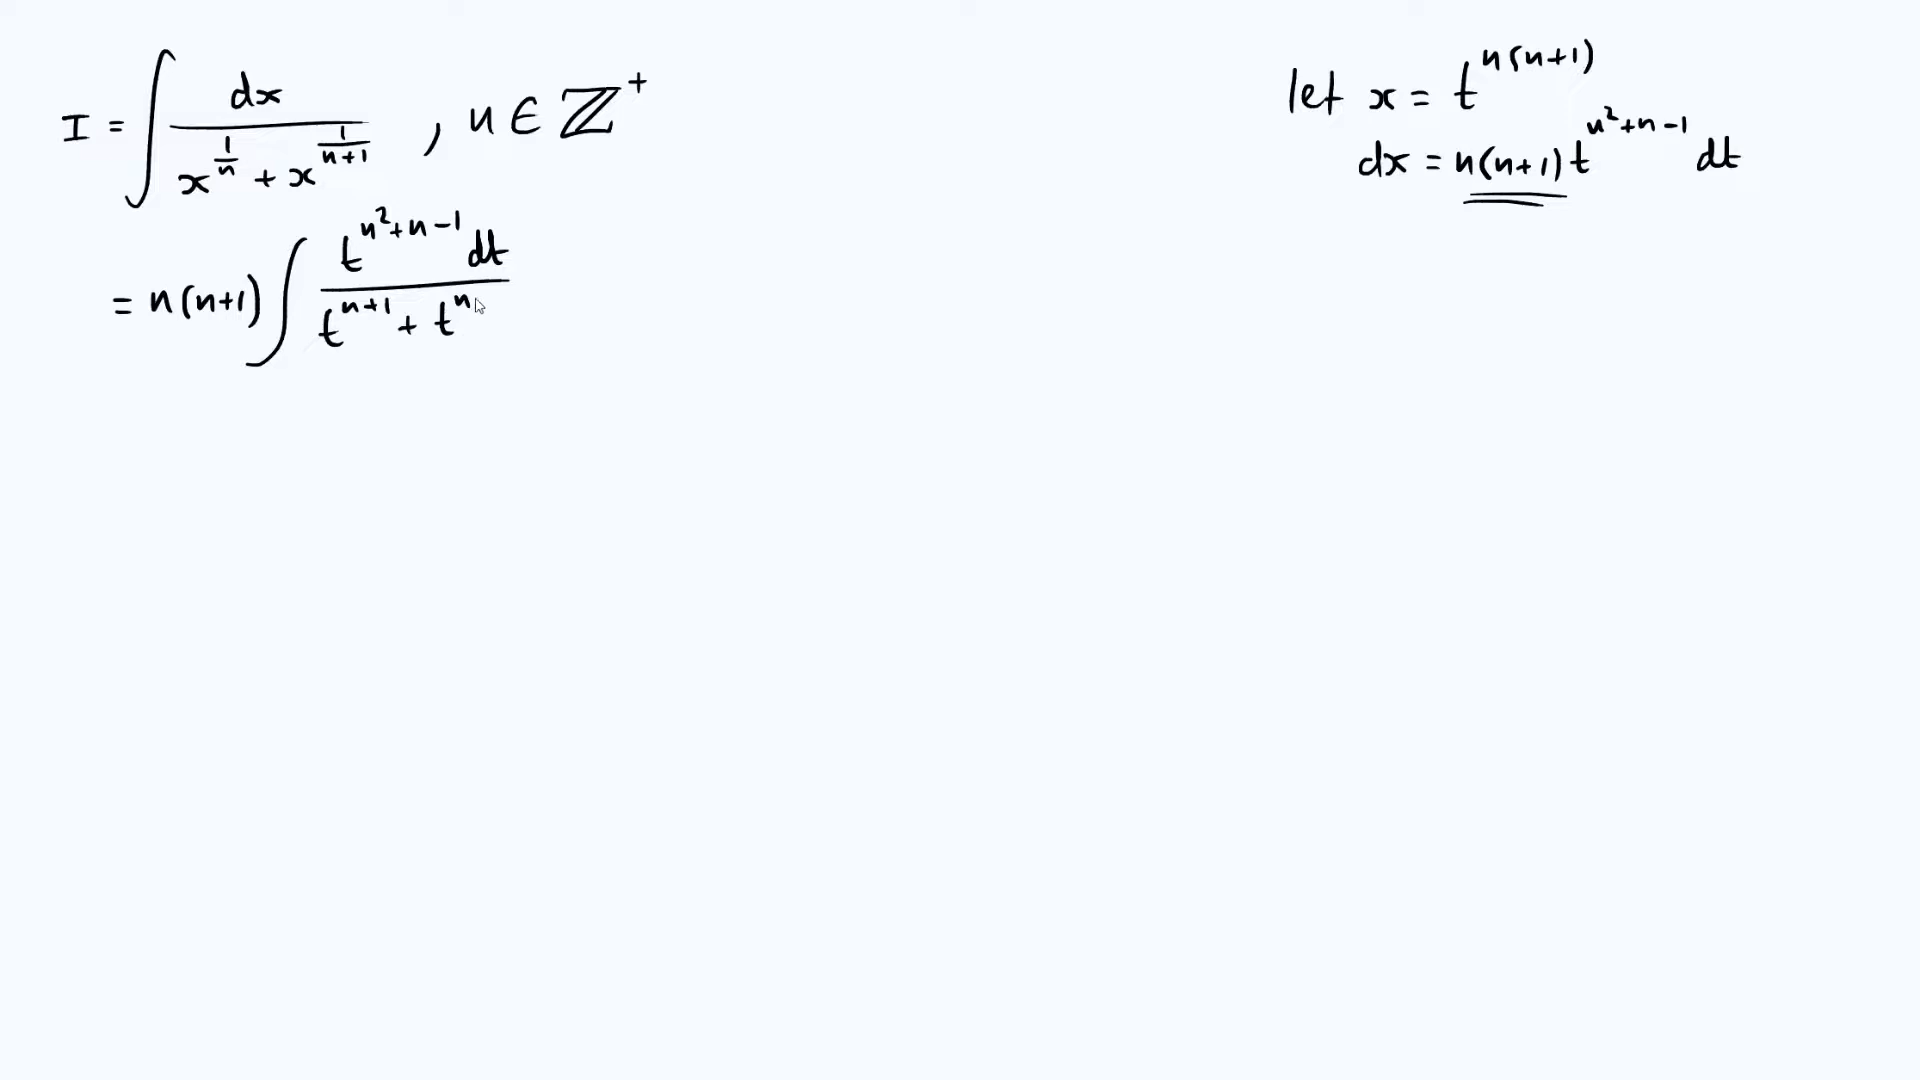 I = ∫ dx / (x^(1/n) + x^(1/(n+1))) , n ∈ ℤ⁺
= n(n+1) ∫ t^(n²+n-1) dt / (t^(n+1) + t^n)
let x = t^(n(n+1))
dx = n(n+1) t^(n²+n-1) dt